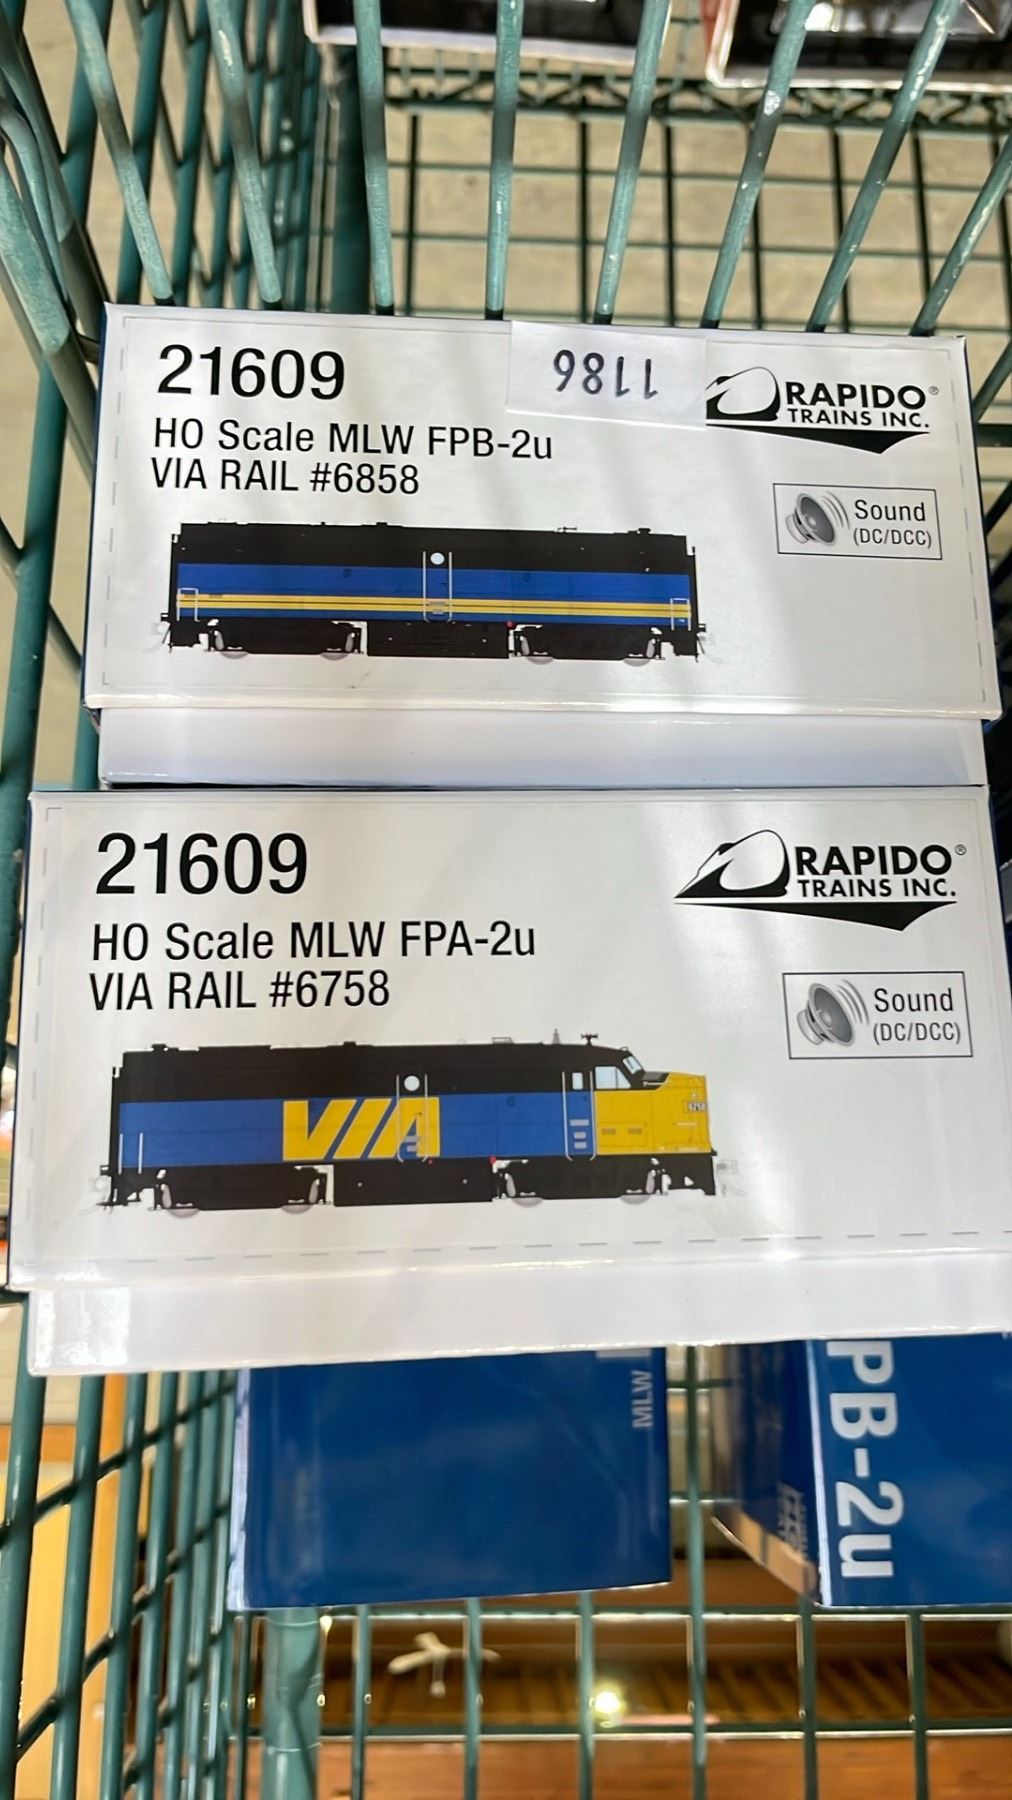 21609
1186
RAPIDO®
TRAINS INC.
HO Scale MLW FPB-2u
VIA RAIL #6858
Sound
(DC/DCC)
21609
RAPIDO®
TRAINS INC.
HO Scale MLW FPA-2u
VIA RAIL #6758
Sound
(DC/DCC)
VIA
6758
MLW
PB-2u